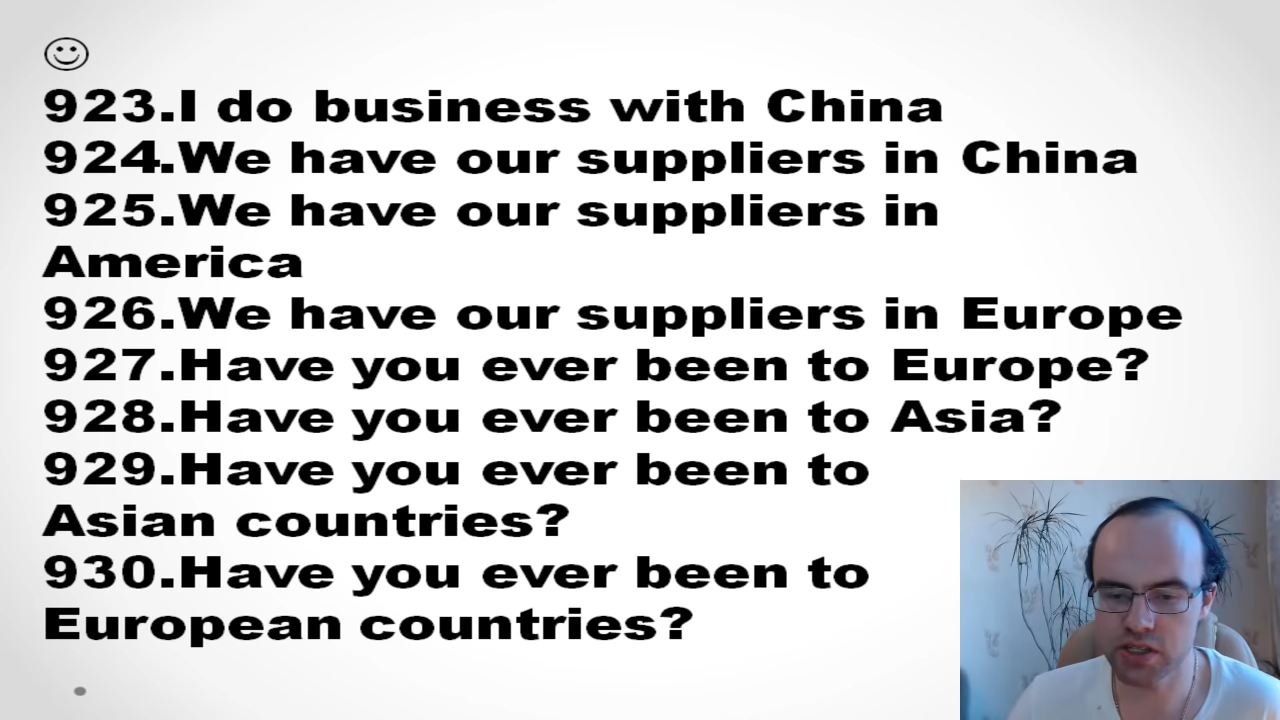 923.I do business with China
924.We have our suppliers in China
925.We have our suppliers in
America
926.We have our suppliers in Europe
927.Have you ever been to Europe?
928.Have you ever been to Asia?
929.Have you ever been to
Asian countries?
930.Have you ever been to
European countries?